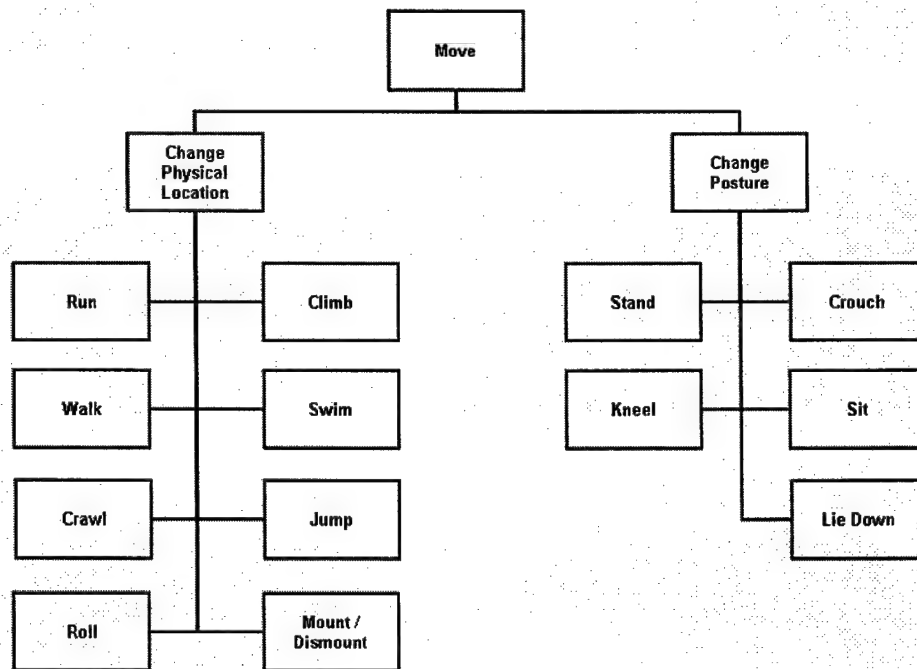 Move
Change
Physical
Location
Change
Posture
Run
Climb
Stand
Crouch
Walk
Swim
Kneel
Sit
Crawl
Jump
Lie Down
Roll
Mount /
Dismount